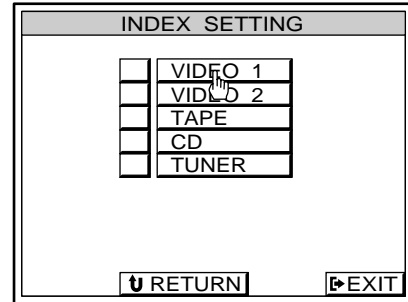 INDEX SETTING
VIDEO 1
VIDEO 2
TAPE
CD
TUNER
RETURN EXIT